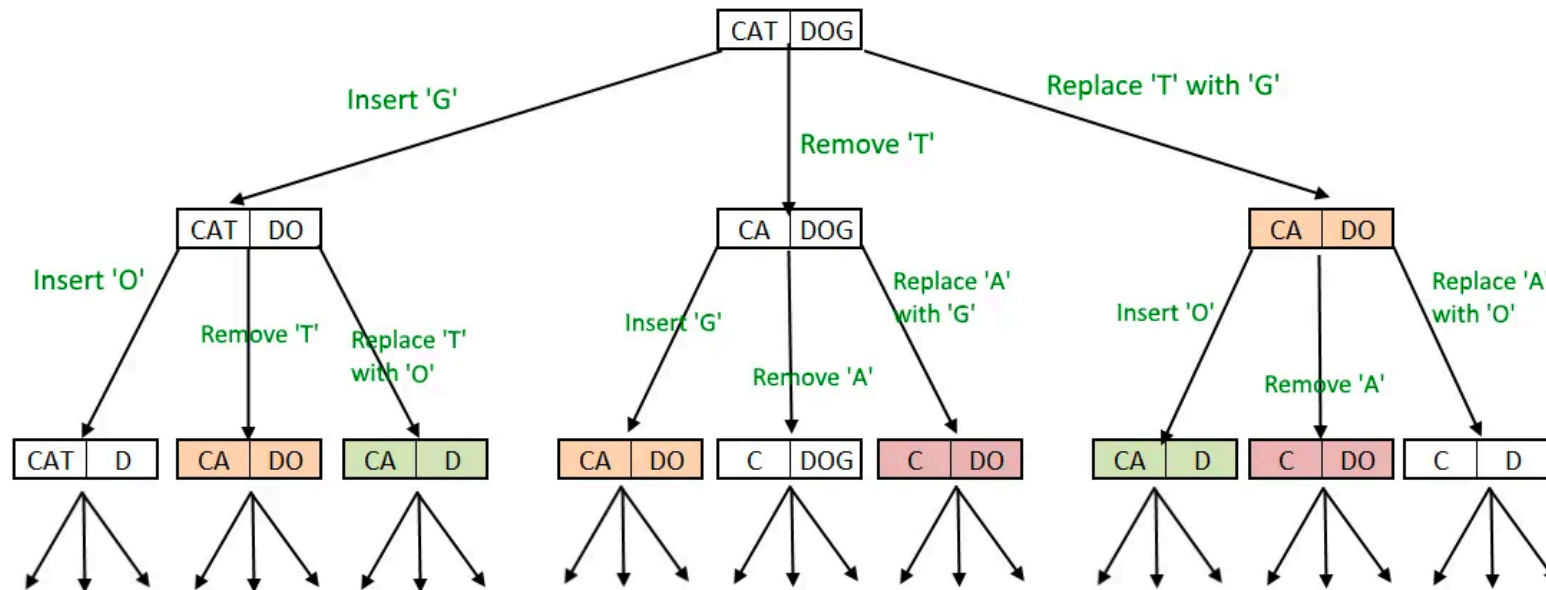 CAT DOG
Insert 'G'
Remove 'T'
Replace 'T' with 'G'
CAT DO
CA DOG
CA DO
Insert 'O'
Remove 'T'
Replace 'T'
with 'O'
Insert 'G'
Remove 'A'
Replace 'A'
with 'G'
Insert 'O'
Remove 'A'
Replace 'A'
with 'O'
CAT D
CA DO
CA D
CA DO
C DOG
C DO
CA D
C DO
C D